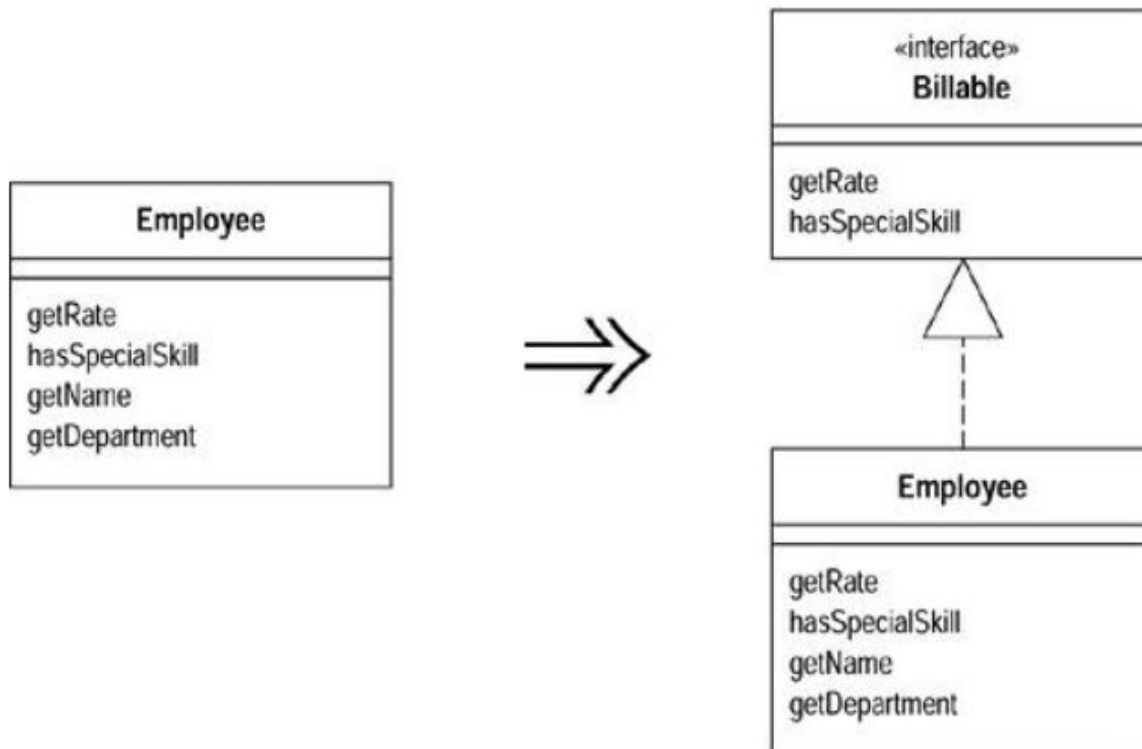 Employee
getRate
hasSpecialSkill
getName
getDepartment
«interface»
Billable
getRate
hasSpecialSkill
Employee
getRate
hasSpecialSkill
getName
getDepartment